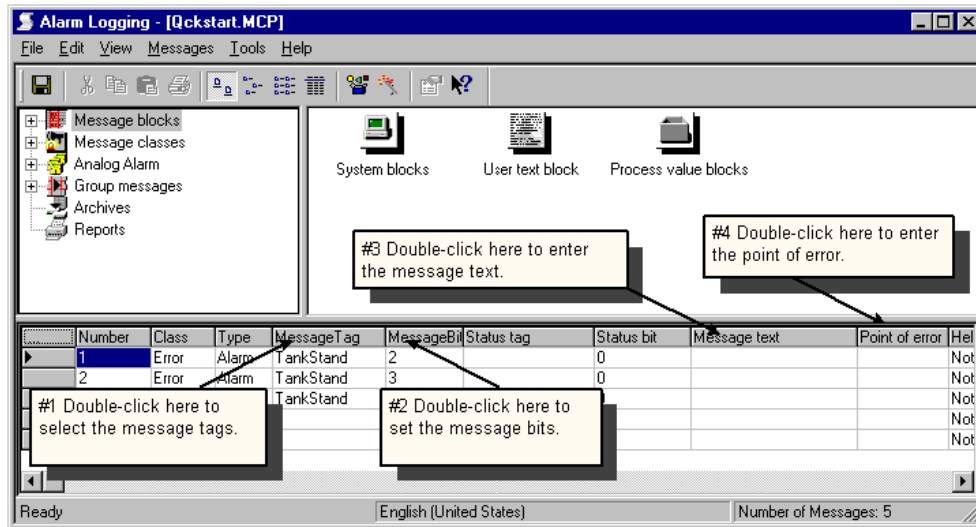 Alarm Logging - [Qckstart.MCP]
File Edit View Messages Tools Help
Message blocks
Message classes
Analog Alarm
Group messages
Archives
Reports
System blocks
User text block
Process value blocks
#3 Double-click here to enter
the message text.
#4 Double-click here to enter
the point of error.
Number Class Type MessageTag MessageBi Status tag Status bit Message text Point of error Hel
1 Error Alarm TankStand 2 0 Not
2 Error Alarm TankStand 3 0 Not
TankStand Not
Not
Not
#1 Double-click here to
select the message tags.
#2 Double-click here to
set the message bits.
Ready English (United States) Number of Messages: 5